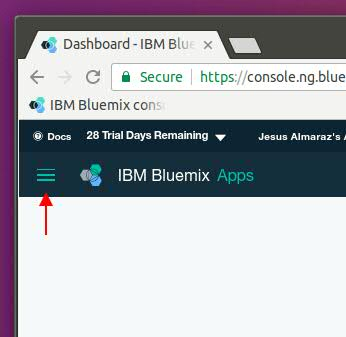 Dashboard - IBM Blue
Secure https://console.ng.blue
IBM Bluemix cons
Docs 28 Trial Days Remaining Jesus Almaraz's A
IBM Bluemix Apps